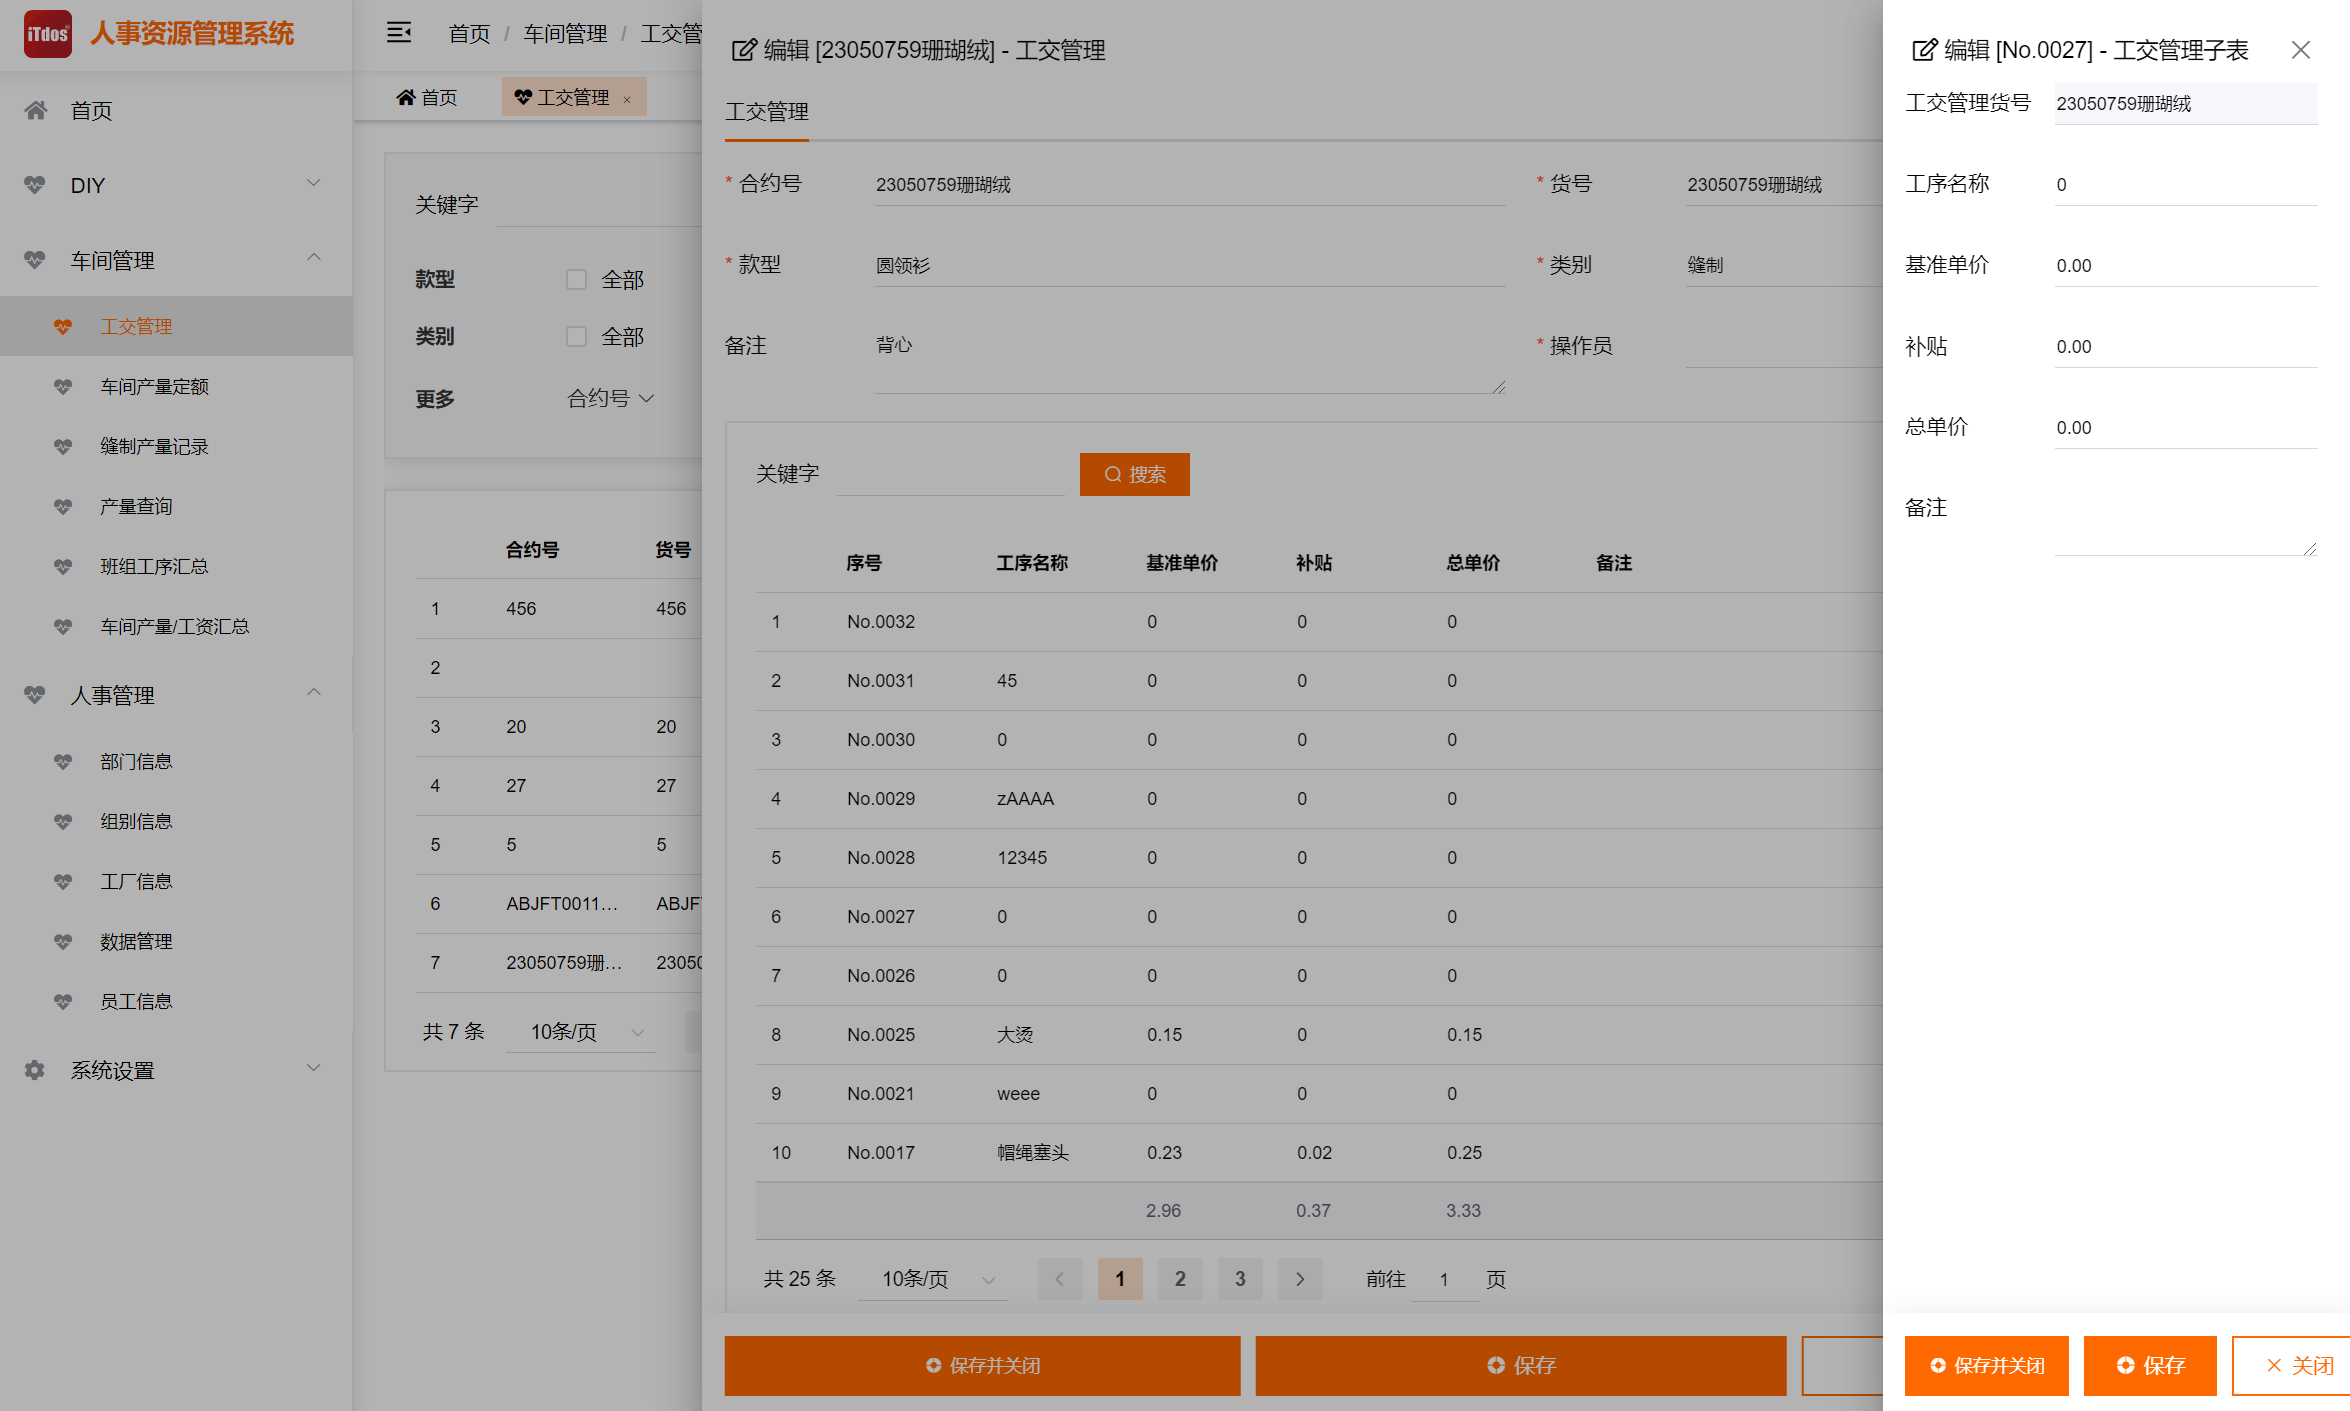 iTdos
人事资源管理系统
首页
DIY
车间管理
工交管理
车间产量定额
缝制产量记录
产量查询
班组工序汇总
车间产量/工资汇总
人事管理
部门信息
组别信息
工厂信息
数据管理
员工信息
系统设置
首页 / 车间管理 / 工交管
首页 工交管理 ×
关键字
款型 全部
类别 全部
更多 合约号
合约号 货号
1 456 456
2
3 20 20
4 27 27
5 5 5
6 ABJFT0011... ABJF
7 23050759珊... 2305
共 7 条 10条/页
编辑 [23050759珊瑚绒] - 工交管理
工交管理
* 合约号 23050759珊瑚绒 * 货号 23050759珊瑚绒
* 款型 圆领衫 * 类别 缝制
备注 背心 * 操作员
关键字 搜索
序号 工序名称 基准单价 补贴 总单价 备注
1 No.0032 0 0 0
2 No.0031 45 0 0 0
3 No.0030 0 0 0 0
4 No.0029 zAAAA 0 0 0
5 No.0028 12345 0 0 0
6 No.0027 0 0 0 0
7 No.0026 0 0 0 0
8 No.0025 大烫 0.15 0 0.15
9 No.0021 weee 0 0 0
10 No.0017 帽绳塞头 0.23 0.02 0.25
2.96 0.37 3.33
共 25 条 10条/页 < 1 2 3 > 前往 1 页
保存并关闭 保存
编辑 [No.0027] - 工交管理子表
工交管理货号 23050759珊瑚绒
工序名称 0
基准单价 0.00
补贴 0.00
总单价 0.00
备注
保存并关闭 保存 × 关闭